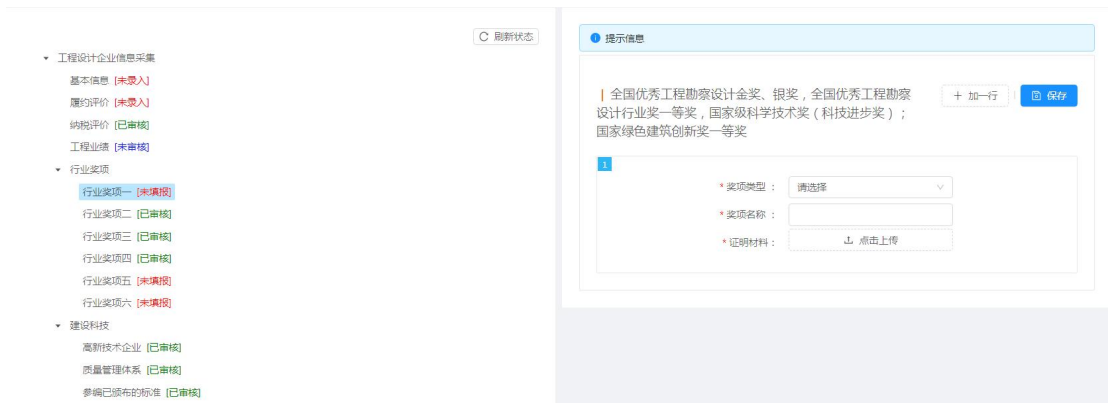 刷新状态
工程设计企业信息采集
基本信息 [未录入]
履约评价 [未录入]
纳税评价 [已审核]
工程业绩 [未审核]
行业奖项
行业奖项一 [未填报]
行业奖项二 [已审核]
行业奖项三 [已审核]
行业奖项四 [已审核]
行业奖项五 [未填报]
行业奖项六 [未填报]
建设科技
高新技术企业 [已审核]
质量管理体系 [已审核]
参编已颁布的标准 [已审核]
提示信息
全国优秀工程勘察设计金奖、银奖，全国优秀工程勘察
设计行业奖一等奖，国家级科学技术奖（科技进步奖）；
国家绿色建筑创新奖一等奖
+ 加一行
保存
1
* 奖项类型 ： 请选择
* 奖项名称 ：
* 证明材料 ： 点击上传